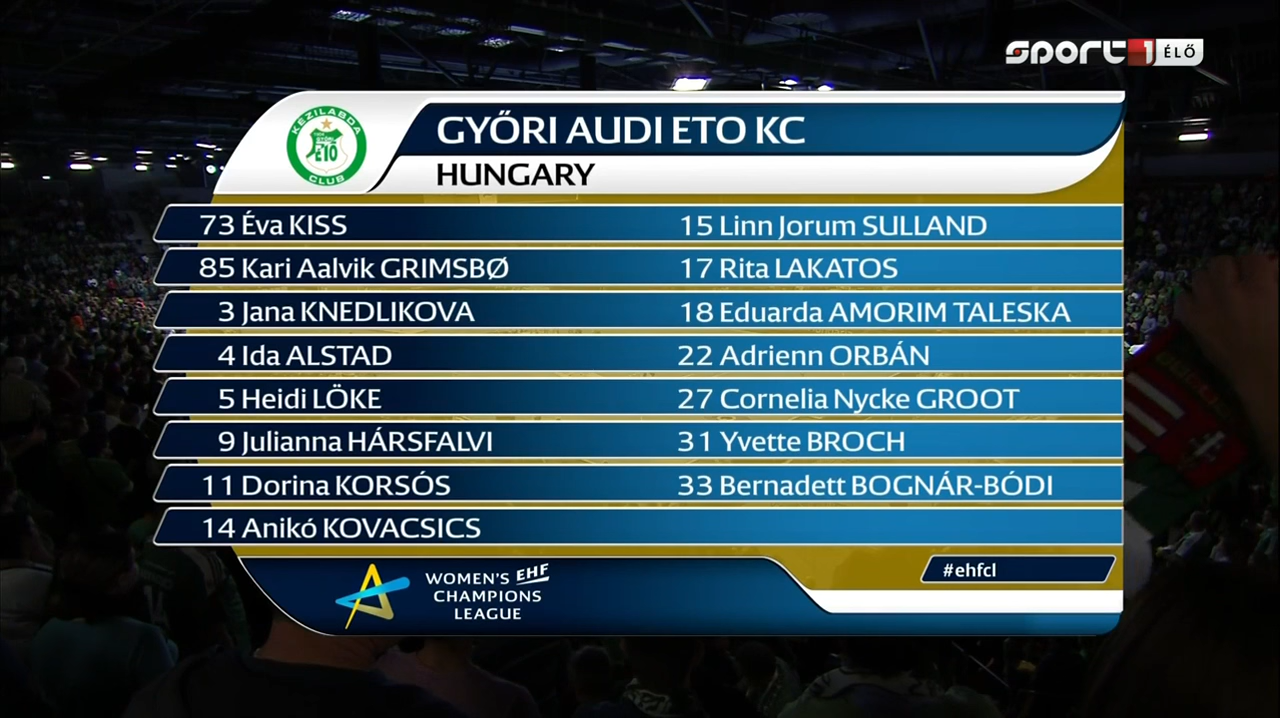 sport1 ÉLŐ
KÉZILABDA
GYŐRI
ETO
CLUB
GYŐRI AUDI ETO KC
HUNGARY
73 Éva KISS
85 Kari Aalvik GRIMSBØ
3 Jana KNEDLIKOVA
4 Ida ALSTAD
5 Heidi LÖKE
9 Julianna HÁRSFALVI
11 Dorina KORSÓS
14 Anikó KOVACSICS
15 Linn Jorum SULLAND
17 Rita LAKATOS
18 Eduarda AMORIM TALESKA
22 Adrienn ORBÁN
27 Cornelia Nycke GROOT
31 Yvette BROCH
33 Bernadett BOGNÁR-BÓDI
WOMEN'S EHF
CHAMPIONS
LEAGUE
#ehfcl